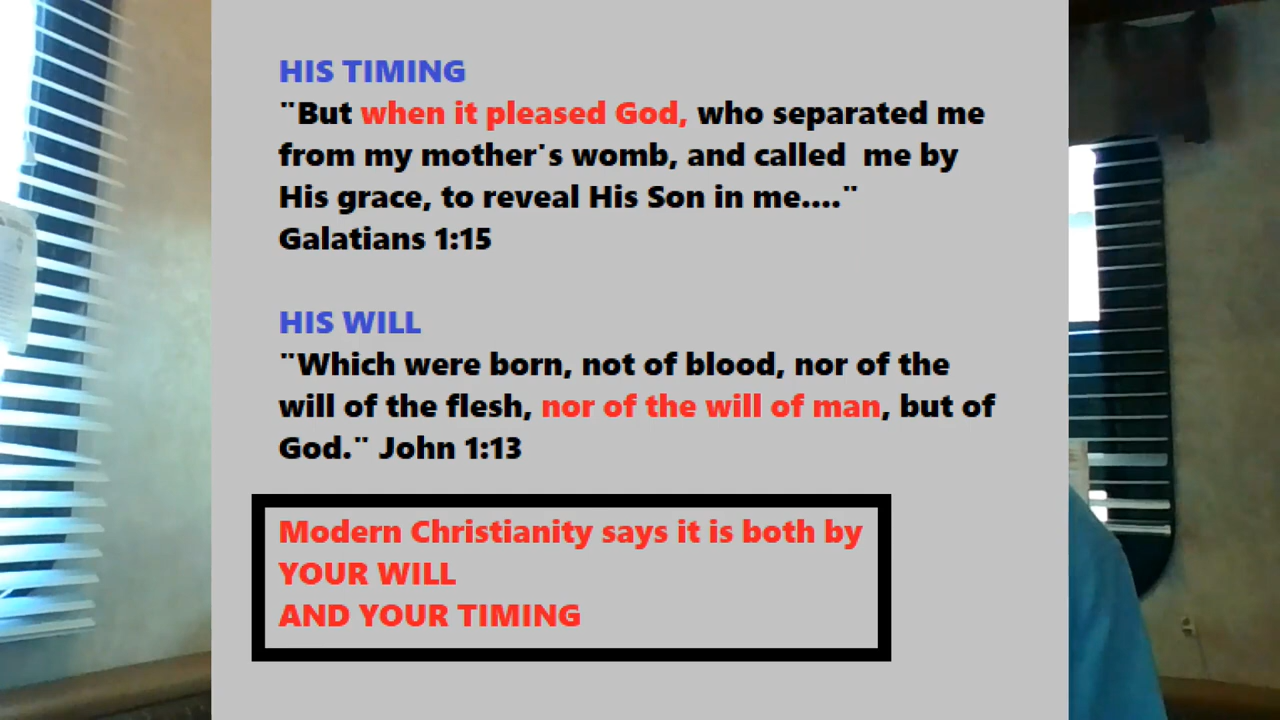 HIS TIMING
¨But when it pleased God, who separated me
from my mother's womb, and called  me by
His grace, to reveal His Son in me....¨
Galatians 1:15
HIS WILL
¨Which were born, not of blood, nor of the
will of the flesh, nor of the will of man, but of
God.¨ John 1:13
Modern Christianity says it is both by
YOUR WILL
AND YOUR TIMING